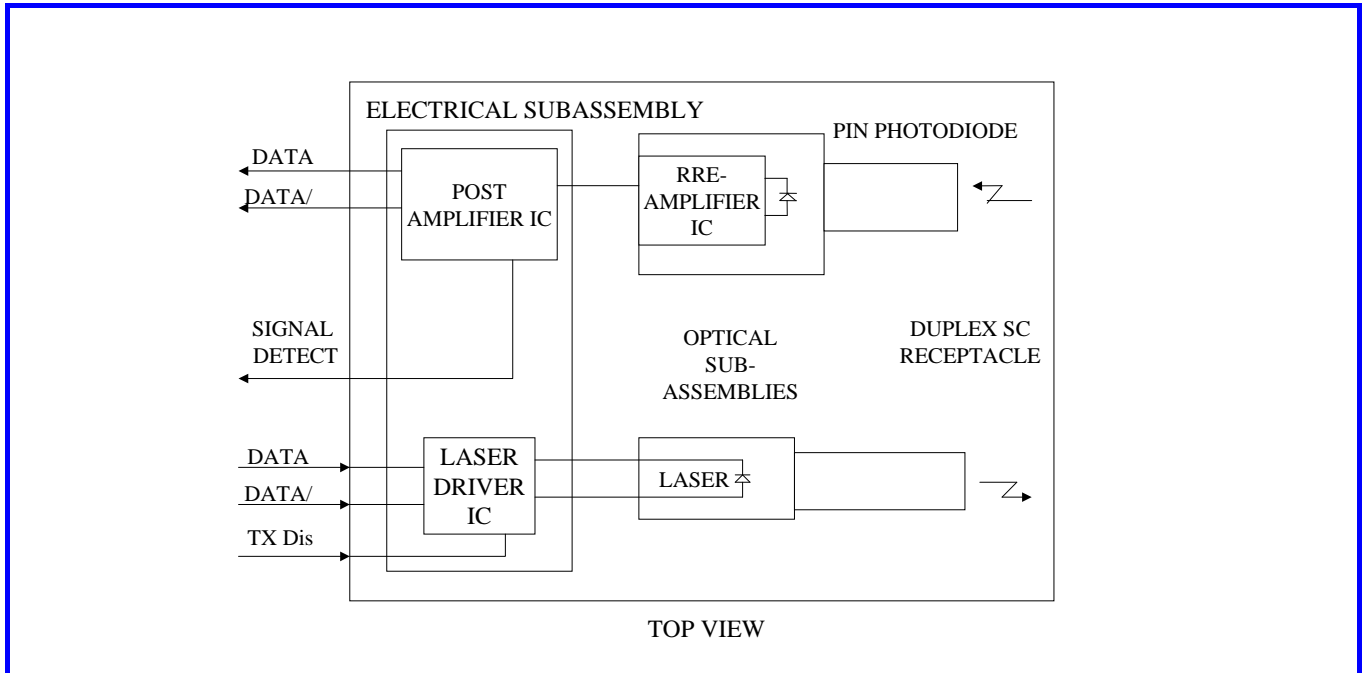 ELECTRICAL SUBASSEMBLY
PIN PHOTODIODE
DATA
DATA/
POST
AMPLIFIER IC
RRE-
AMPLIFIER
IC
SIGNAL
DETECT
OPTICAL
SUB-
ASSEMBLIES
DUPLEX SC
RECEPTACLE
DATA
DATA/
TX Dis
LASER
DRIVER
IC
LASER
TOP VIEW